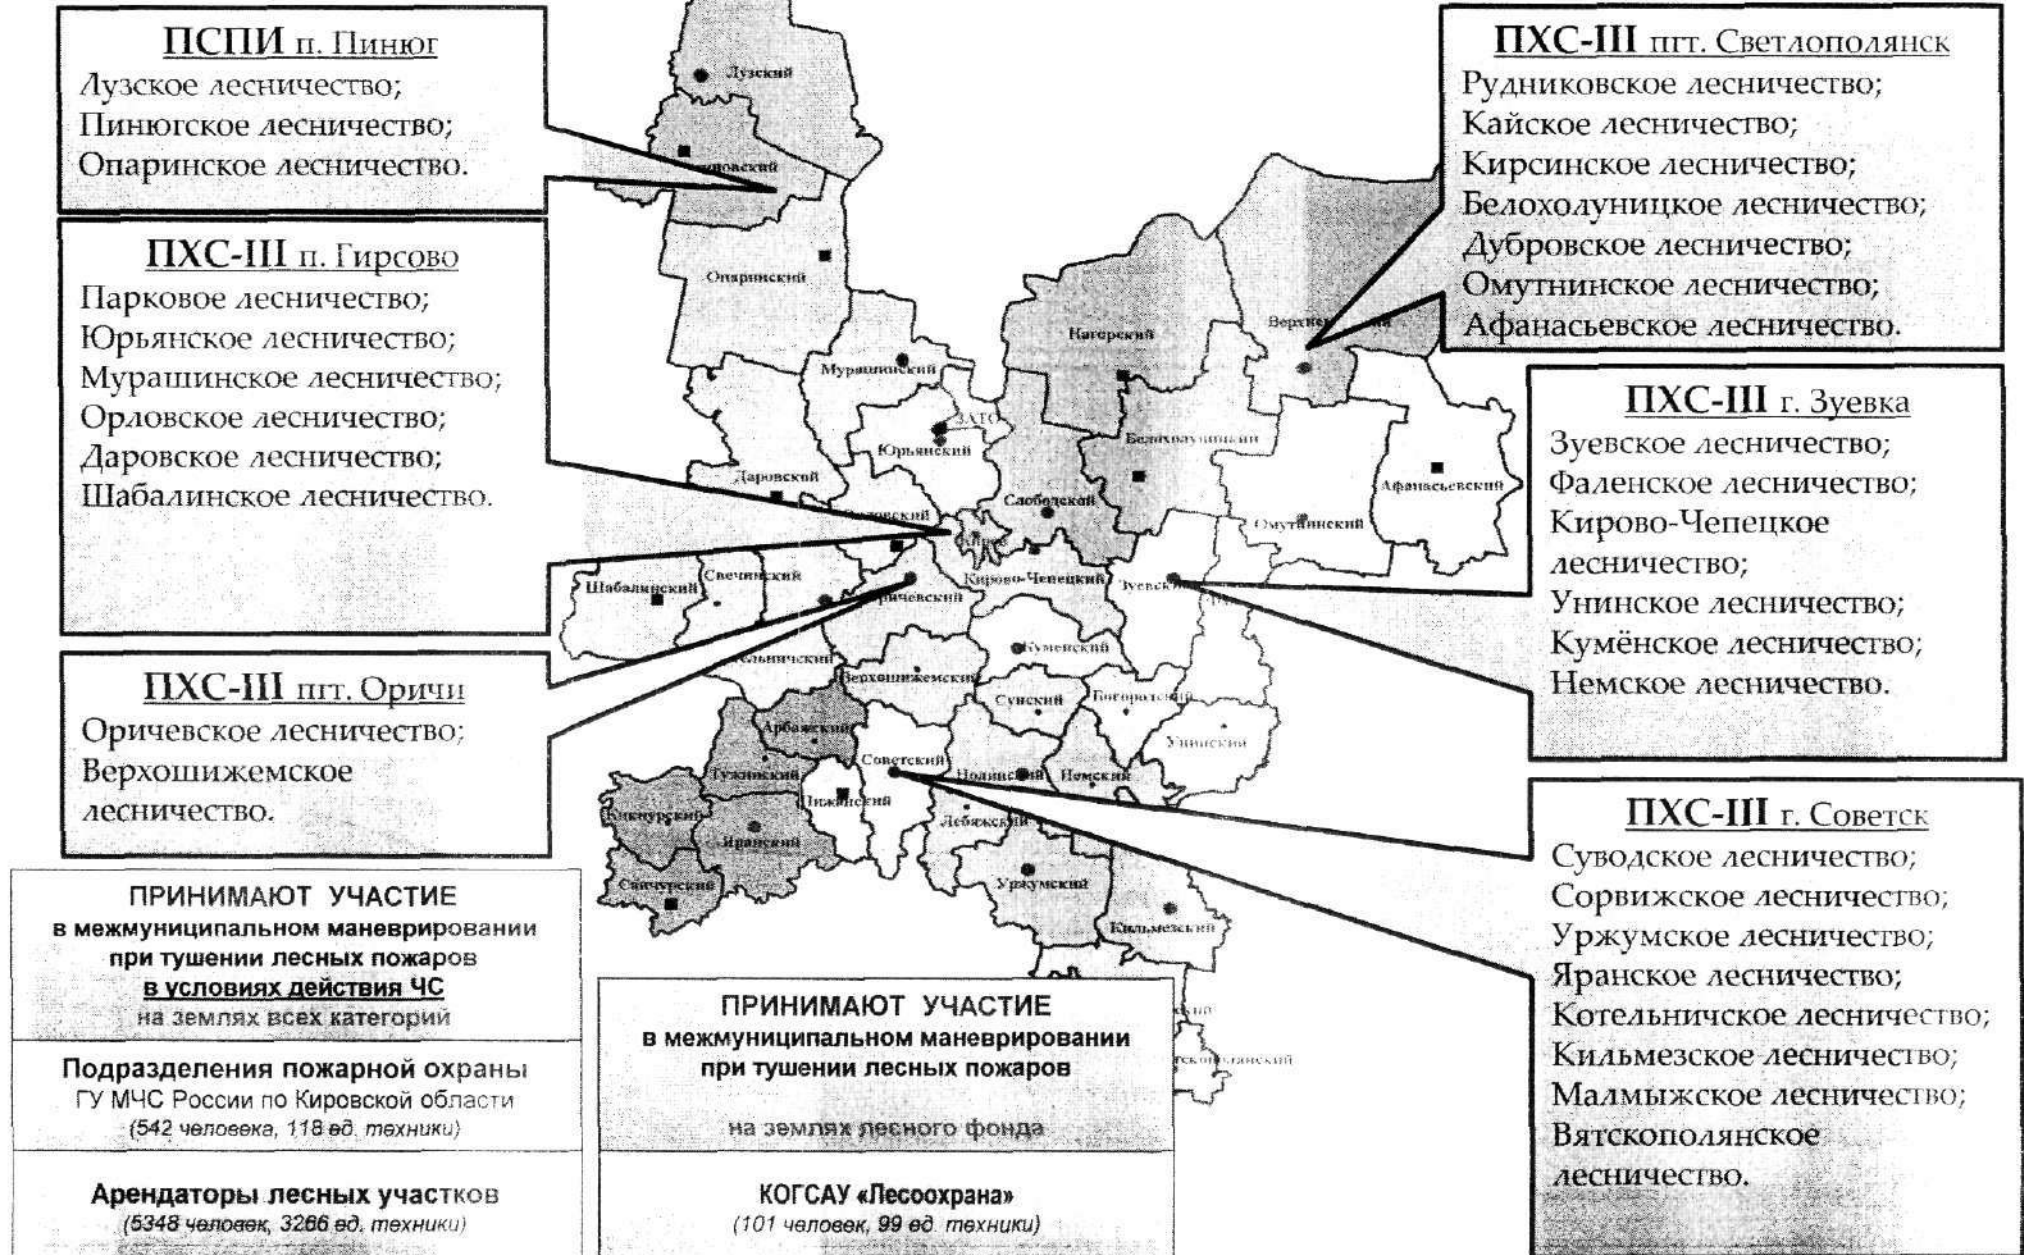 ПСПИ п. Пинюг
Лузское лесничество;
Пинюгское лесничество;
Опаринское лесничество.
ПХС-III п. Гирсово
Парковое лесничество;
Юрьянское лесничество;
Мурашинское лесничество;
Орловское лесничество;
Даровское лесничество;
Шабалинское лесничество.
ПХС-III пгт. Оричи
Оричевское лесничество;
Верхошижемское
лесничество.
ПРИНИМАЮТ УЧАСТИЕ
в межмуниципальном маневрировании
при тушении лесных пожаров
в условиях действия ЧС
на землях всех категорий
Подразделения пожарной охраны
ГУ МЧС России по Кировской области
(542 человека, 118 ед. техники)
Арендаторы лесных участков
(5348 человек, 3266 ед. техники)
Лузский
Опаринский
Мурашинский
Нагорский
ЗАТО
Юрьянский
Белохолуницкий
Даровской
Слободской
Афанасьевский
Омутнинский
Шабалинский
Свечинский
Кирово-Чепецкий
Куменский
Верхошижемский
Сунский
Богородский
Арбажский
Унинский
Советский
Тужинский
Нолинский
Немский
Пижанский
Кикнурский
Лебяжский
Яранский
Санчурский
Уржумский
Кильмезский
ПРИНИМАЮТ УЧАСТИЕ
в межмуниципальном маневрировании
при тушении лесных пожаров
на землях лесного фонда
КОГСАУ «Лесоохрана»
(101 человек, 99 ед. техники)
ПХС-III пгт. Светлополянск
Рудниковское лесничество;
Кайское лесничество;
Кирсинское лесничество;
Белохолуницкое лесничество;
Дубровское лесничество;
Омутнинское лесничество;
Афанасьевское лесничество.
ПХС-III г. Зуевка
Зуевское лесничество;
Фаленское лесничество;
Кирово-Чепецкое
лесничество;
Унинское лесничество;
Кумёнское лесничество;
Немское лесничество.
ПХС-III г. Советск
Суводское лесничество;
Сорвижское лесничество;
Уржумское лесничество;
Яранское лесничество;
Котельничское лесничество;
Кильмезское лесничество;
Малмыжское лесничество;
Вятскополянское
лесничество.